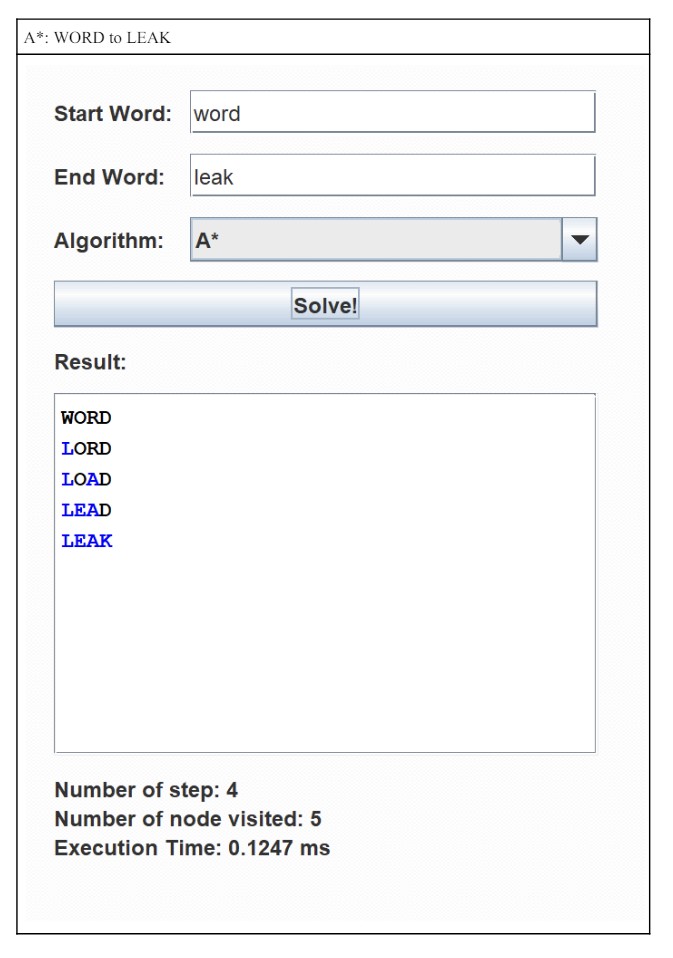 A*: WORD to LEAK
Start Word: word
End Word: leak
Algorithm: A*
Solve!
Result:
WORD
LORD
LOAD
LEAD
LEAK
Number of step: 4
Number of node visited: 5
Execution Time: 0.1247 ms